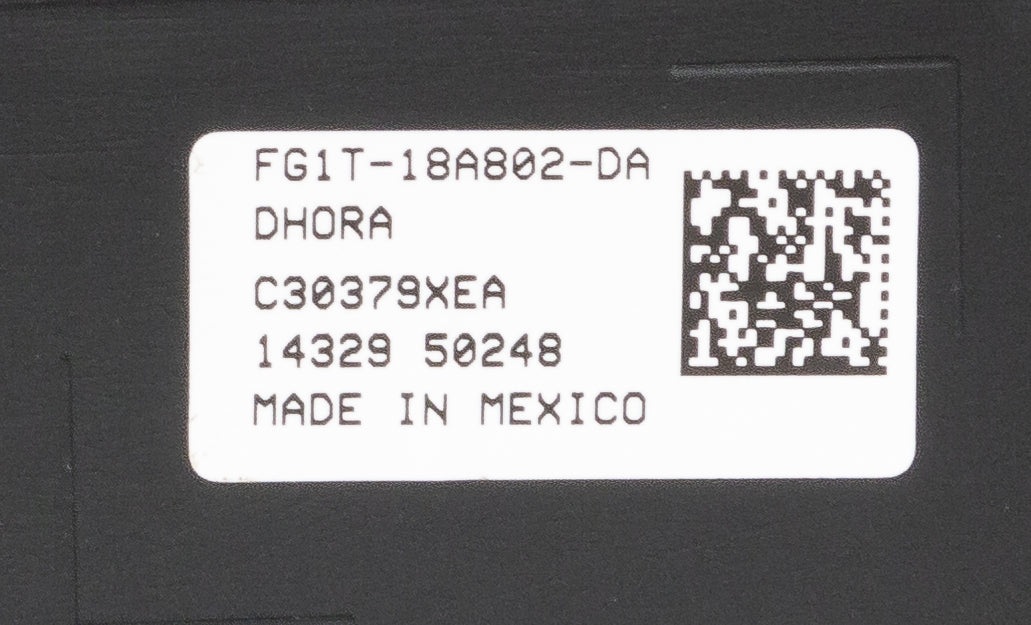 FG1T-18A802-DA
DHORA
C30379XEA
14329 50248
MADE IN MEXICO